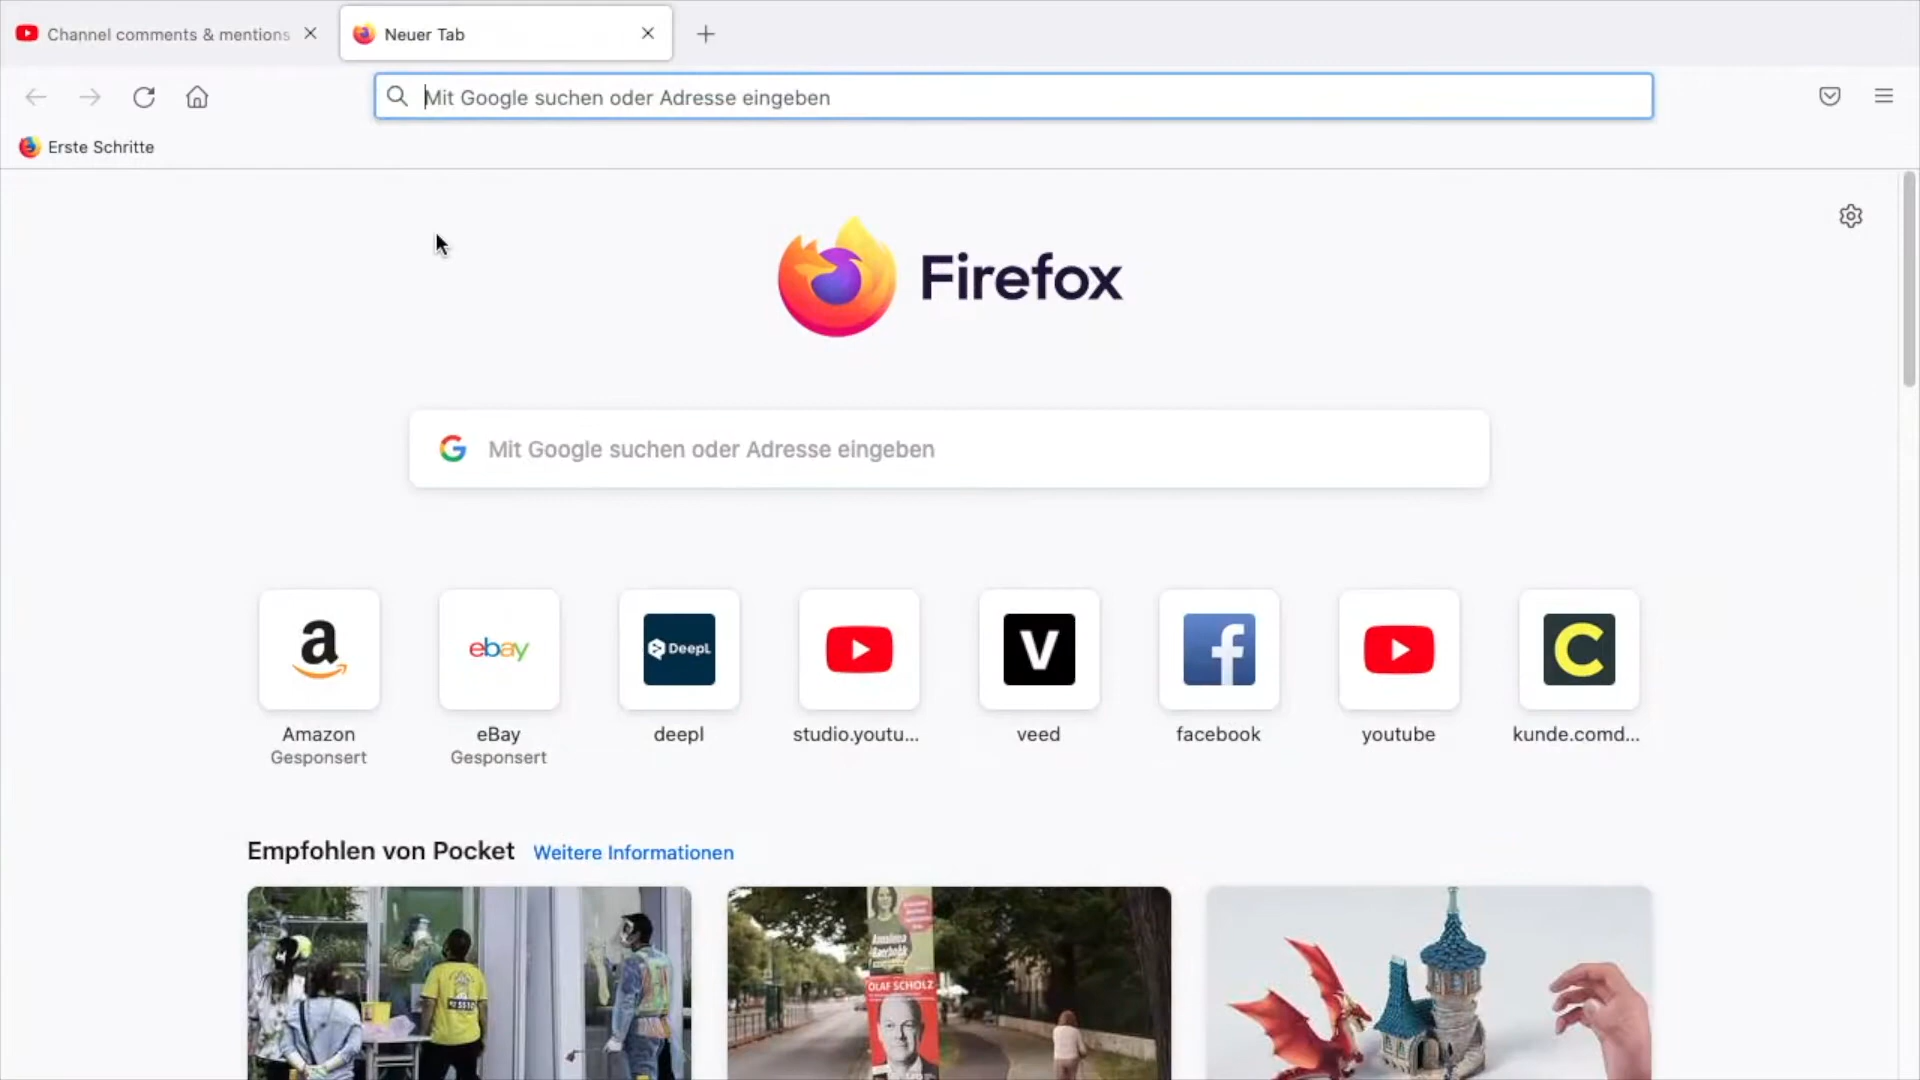 Channel comments & mentions
Neuer Tab
Mit Google suchen oder Adresse eingeben
Erste Schritte
Firefox
Mit Google suchen oder Adresse eingeben
a
ebay
DeepL
V
f
C
Amazon
eBay
deepl
studio.youtu...
veed
facebook
youtube
kunde.comd...
Gesponsert
Gesponsert
Empfohlen von Pocket
Weitere Informationen
OLAF SCHOLZ